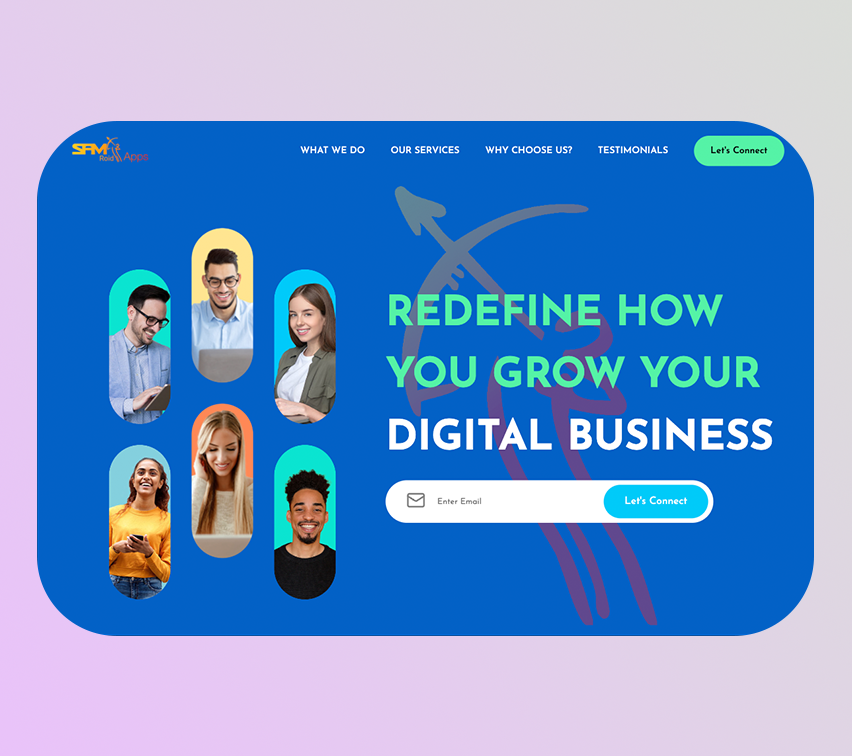 SAM
Roid Apps
WHAT WE DO
OUR SERVICES
WHY CHOOSE US?
TESTIMONIALS
Let's Connect
REDEFINE HOW
YOU GROW YOUR
DIGITAL BUSINESS
Enter Email
Let's Connect